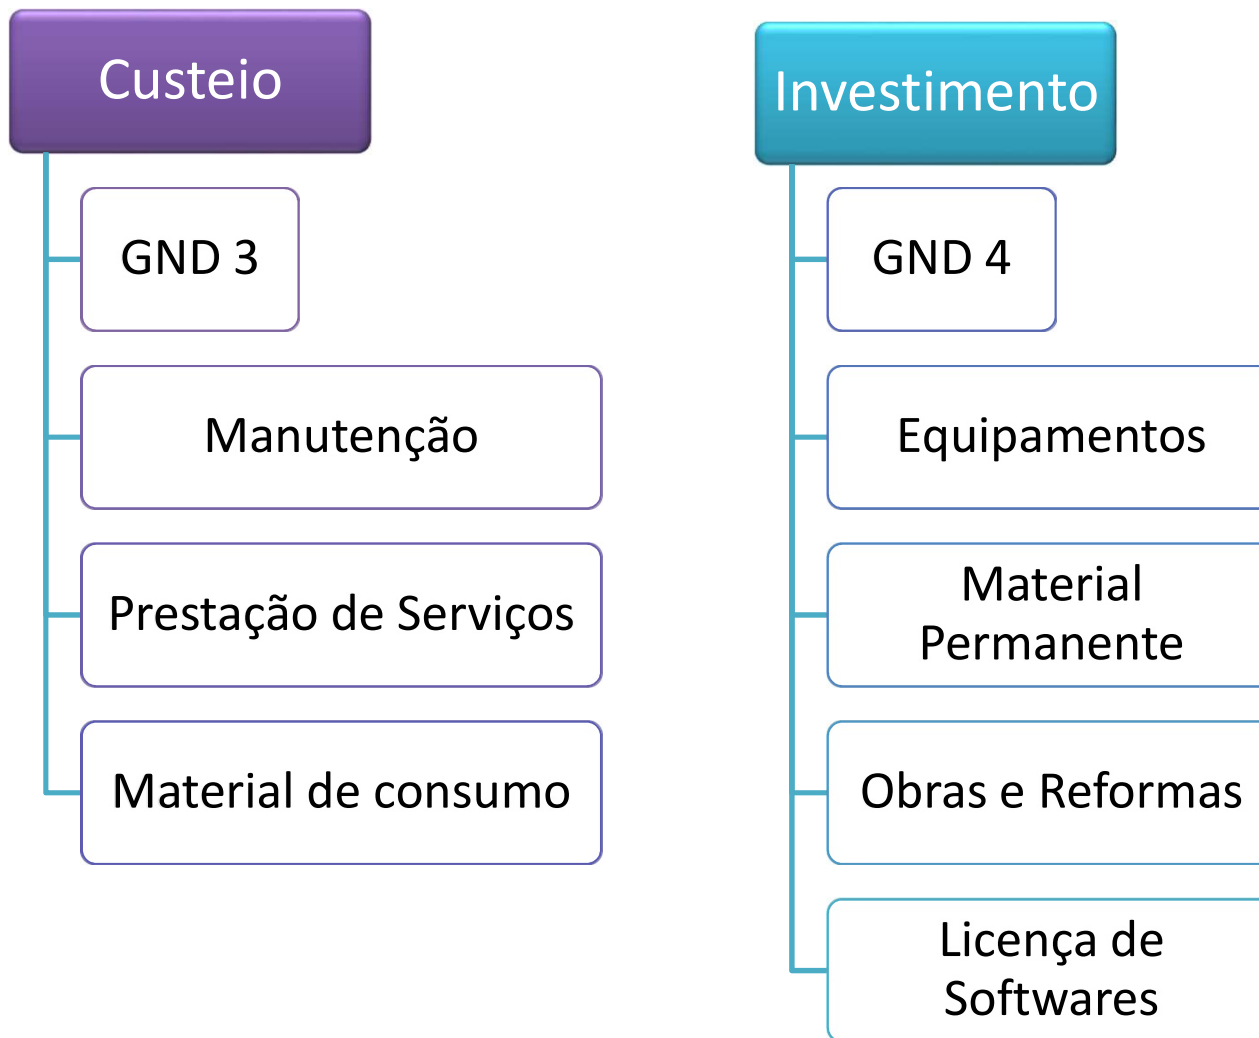 Custeio
GND 3
Manutenção
Prestação de Serviços
Material de consumo
Investimento
GND 4
Equipamentos
Material
Permanente
Obras e Reformas
Licença de
Softwares